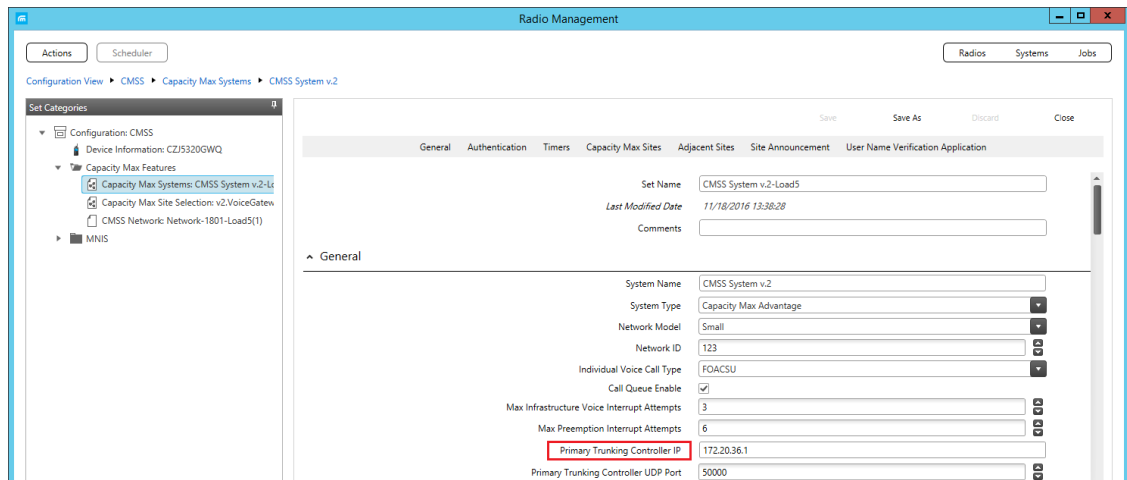 Radio Management
Actions Scheduler Radios Systems Jobs
Configuration View CMSS Capacity Max Systems CMSS System v.2
Set Categories
Save Save As Discard Close
Configuration: CMSS
Device Information: CZJ5320GWQ
Capacity Max Features
Capacity Max Systems: CMSS System v.2-Lo
Capacity Max Site Selection: v2.VoiceGatew
CMSS Network: Network-1801-Load5(1)
MNIS
General Authentication Timers Capacity Max Sites Adjacent Sites Site Announcement User Name Verification Application
Set Name CMSS System v.2-Load5
Last Modified Date 11/18/2016 13:38:28
Comments
General
System Name CMSS System v.2
System Type Capacity Max Advantage
Network Model Small
Network ID 123
Individual Voice Call Type FOACSU
Call Queue Enable
Max Infrastructure Voice Interrupt Attempts 3
Max Preemption Interrupt Attempts 6
Primary Trunking Controller IP 172.20.36.1
Primary Trunking Controller UDP Port 50000